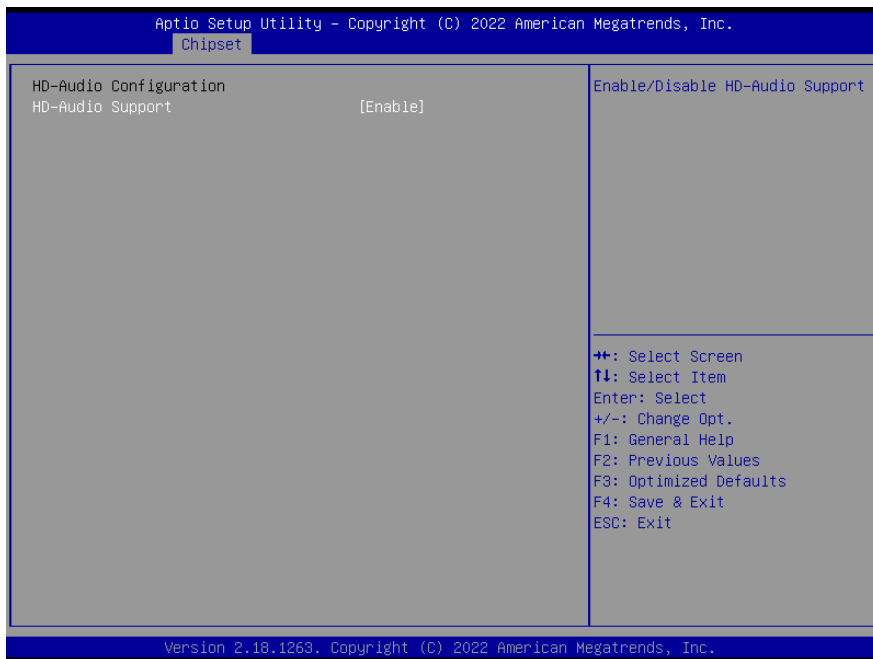 Aptio Setup Utility – Copyright (C) 2022 American Megatrends, Inc.
Chipset
HD-Audio Configuration
HD-Audio Support [Enable]
Enable/Disable HD-Audio Support
→←: Select Screen
↑↓: Select Item
Enter: Select
+/-: Change Opt.
F1: General Help
F2: Previous Values
F3: Optimized Defaults
F4: Save & Exit
ESC: Exit
Version 2.18.1263. Copyright (C) 2022 American Megatrends, Inc.